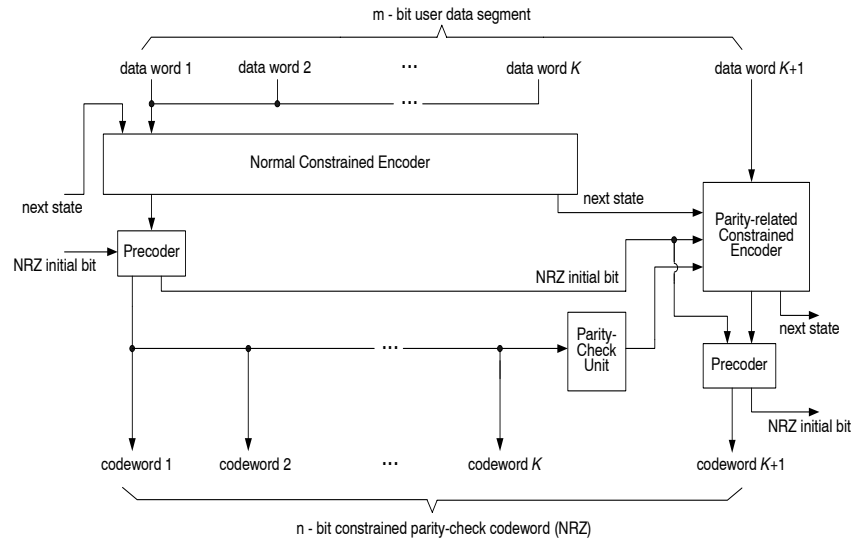 m - bit user data segment
data word 1
data word 2
...
data word K
data word K+1
Normal Constrained Encoder
next state
next state
Parity-related
Constrained
Encoder
Precoder
NRZ initial bit
NRZ initial bit
next state
Parity-
Check
Unit
Precoder
NRZ initial bit
codeword 1
codeword 2
...
codeword K
codeword K+1
n - bit constrained parity-check codeword (NRZ)